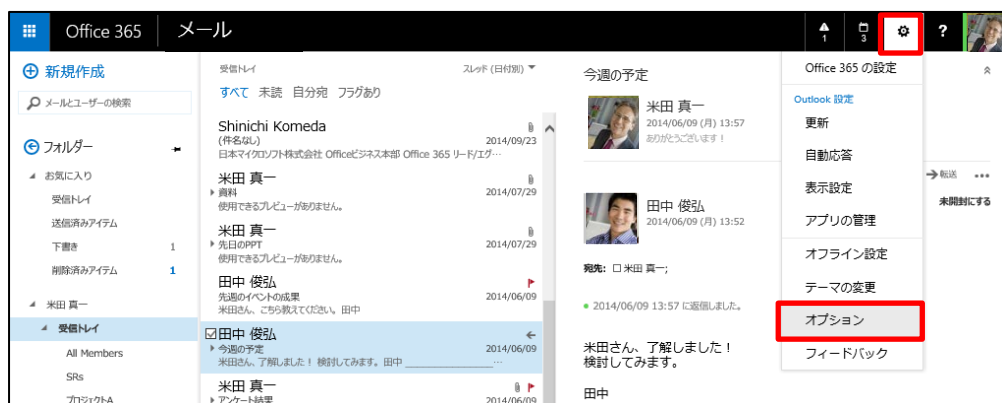 Office 365 メール
1
3
?
新規作成
メールとユーザーの検索
フォルダー
お気に入り
受信トレイ
送信済みアイテム
下書き 1
削除済みアイテム 1
米田 真一
受信トレイ
All Members
SRs
プロジェクトA
受信トレイ スレッド (日付別)
すべて 未読 自分宛 フラグあり
Shinichi Komeda
(件名なし) 2014/09/23
日本マイクロソフト株式会社 Officeビジネス本部 Office 365 リード/エグ…
米田 真一
資料 2014/07/29
使用できるプレビューがありません。
米田 真一
先日のPPT 2014/07/29
使用できるプレビューがありません。
田中 俊弘
先週のイベントの成果 2014/06/09
米田さん、こちら教えてください。田中
田中 俊弘
今週の予定 2014/06/09
米田さん、了解しました！ 検討してみます。田中 ____________________…
米田 真一
アンケート結果 2014/06/09
今週の予定
米田 真一
2014/06/09 (月) 13:57
ありがとうございます！
田中 俊弘
2014/06/09 (月) 13:52
宛先: 米田 真一;
2014/06/09 13:57 に返信しました。
米田さん、了解しました！
検討してみます。
田中
転送 •••
未開封にする
Office 365 の設定
Outlook 設定
更新
自動応答
表示設定
アプリの管理
オフライン設定
テーマの変更
オプション
フィードバック